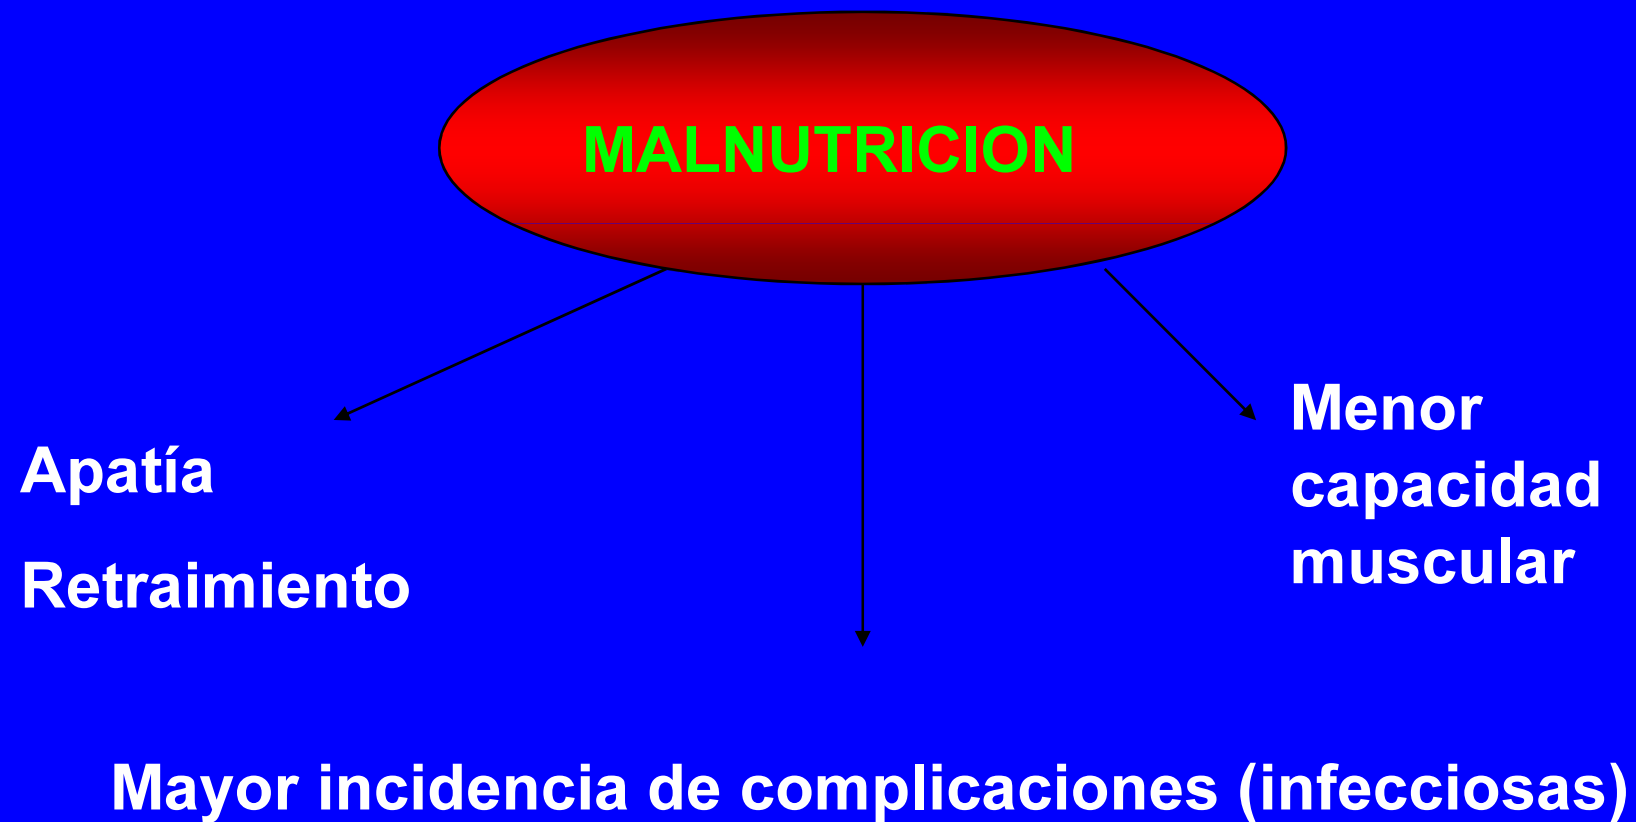 MALNUTRICION
Apatía
Retraimiento
Menor
capacidad
muscular
Mayor incidencia de complicaciones (infecciosas)